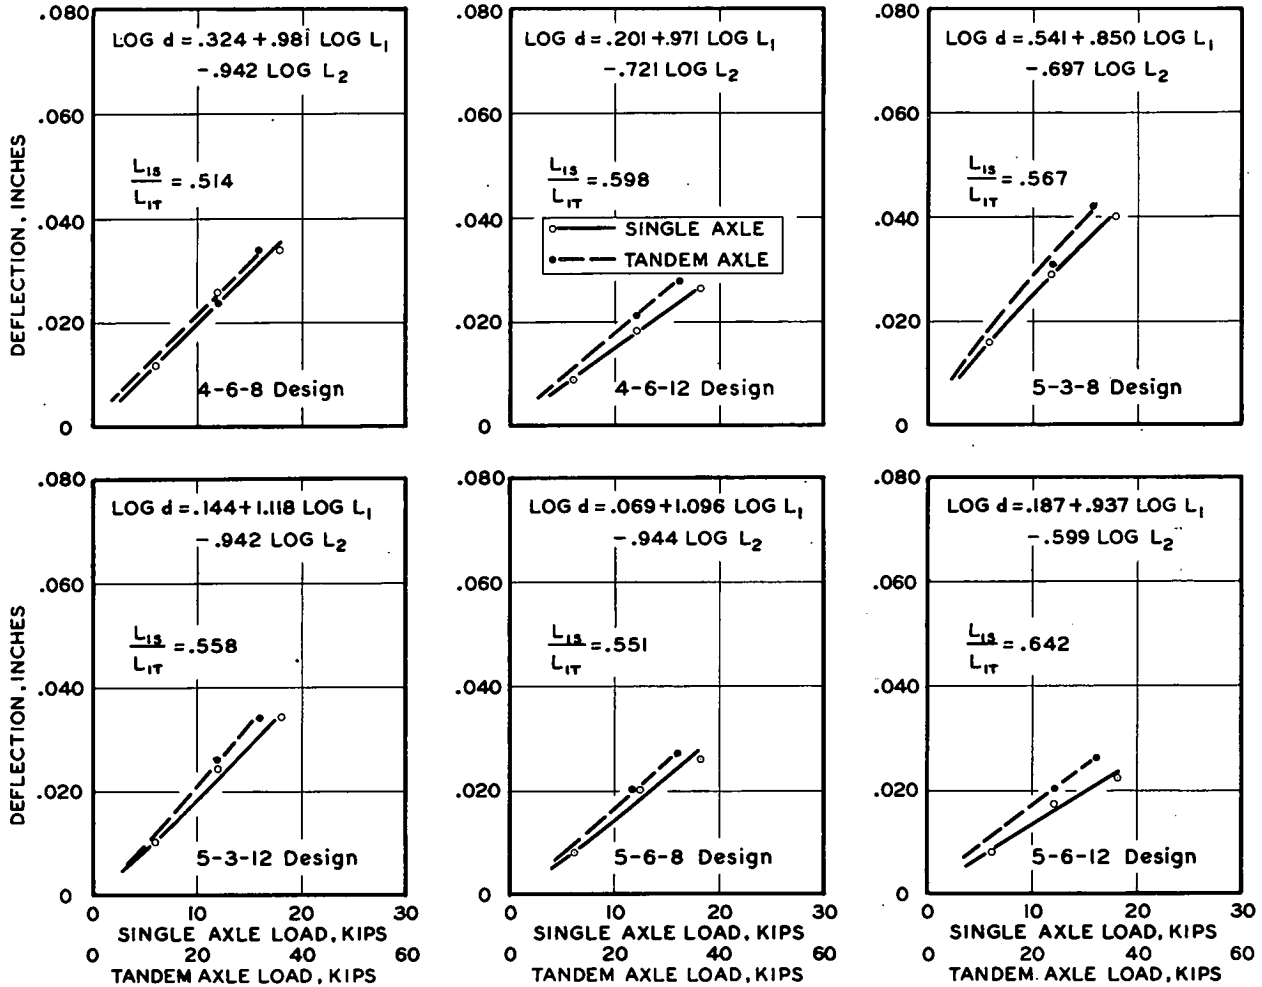 .080
LOG d = .324 + .981 LOG L1
- .942 LOG L2
.060
L1S
L1T
= .514
.040
.020
0
4-6-8 Design
DEFLECTION, INCHES
.080
LOG d = .201 + .971 LOG L1
- .721 LOG L2
.060
L1S
L1T
= .598
.040
SINGLE AXLE
TANDEM AXLE
.020
0
4-6-12 Design
.080
LOG d = .541 + .850 LOG L1
- .697 LOG L2
.060
L1S
L1T
= .567
.040
.020
0
5-3-8 Design
.080
LOG d = .144 + 1.118 LOG L1
- .942 LOG L2
.060
L1S
L1T
= .558
.040
.020
0
5-3-12 Design
DEFLECTION, INCHES
0 10 20 30
SINGLE AXLE LOAD, KIPS
0 20 40 60
TANDEM AXLE LOAD, KIPS
.080
LOG d = .069 + 1.096 LOG L1
- .944 LOG L2
.060
L1S
L1T
= .551
.040
.020
0
5-6-8 Design
0 10 20 30
SINGLE AXLE LOAD, KIPS
0 20 40 60
TANDEM AXLE LOAD, KIPS
.080
LOG d = .187 + .937 LOG L1
- .599 LOG L2
.060
L1S
L1T
= .642
.040
.020
0
5-6-12 Design
0 10 20 30
SINGLE AXLE LOAD, KIPS
0 20 40 60
TANDEM AXLE LOAD, KIPS